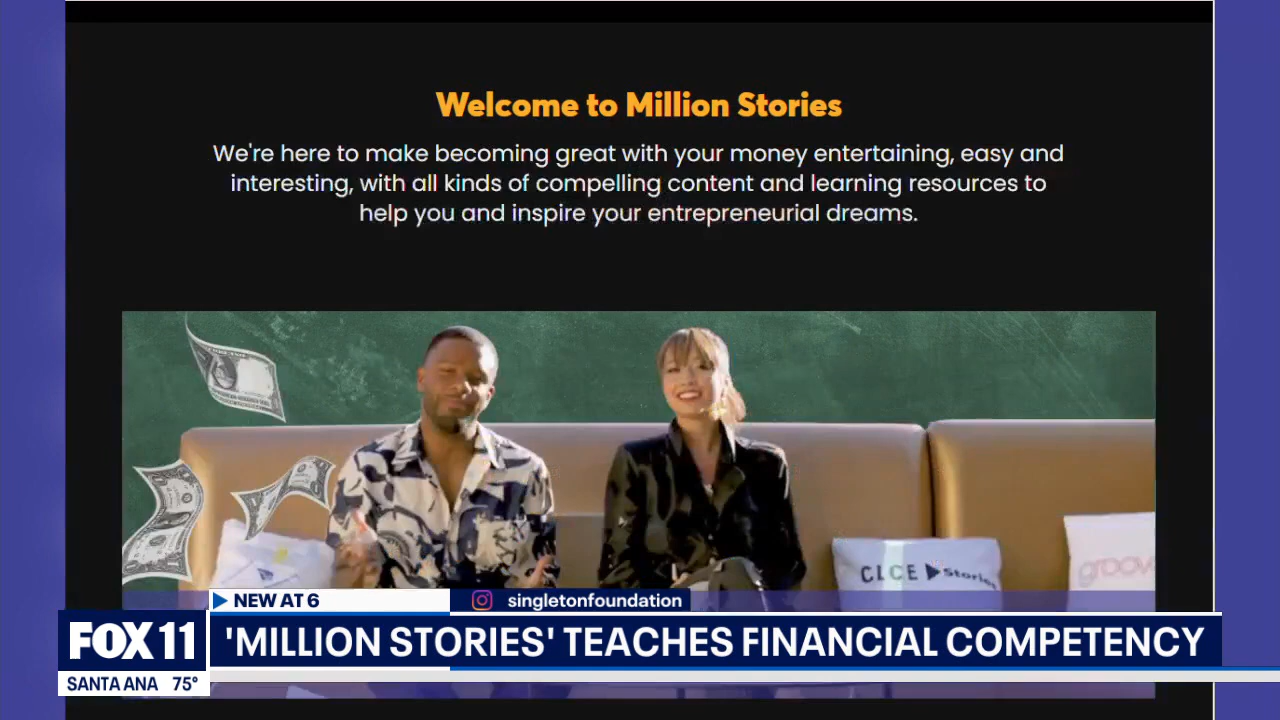 Welcome to Million Stories
We're here to make becoming great with your money entertaining, easy and
interesting, with all kinds of compelling content and learning resources to
help you and inspire your entrepreneurial dreams.
CLCE Stories
groov
NEW AT 6
singletonfoundation
FOX 11
'MILLION STORIES' TEACHES FINANCIAL COMPETENCY
SANTA ANA 75°